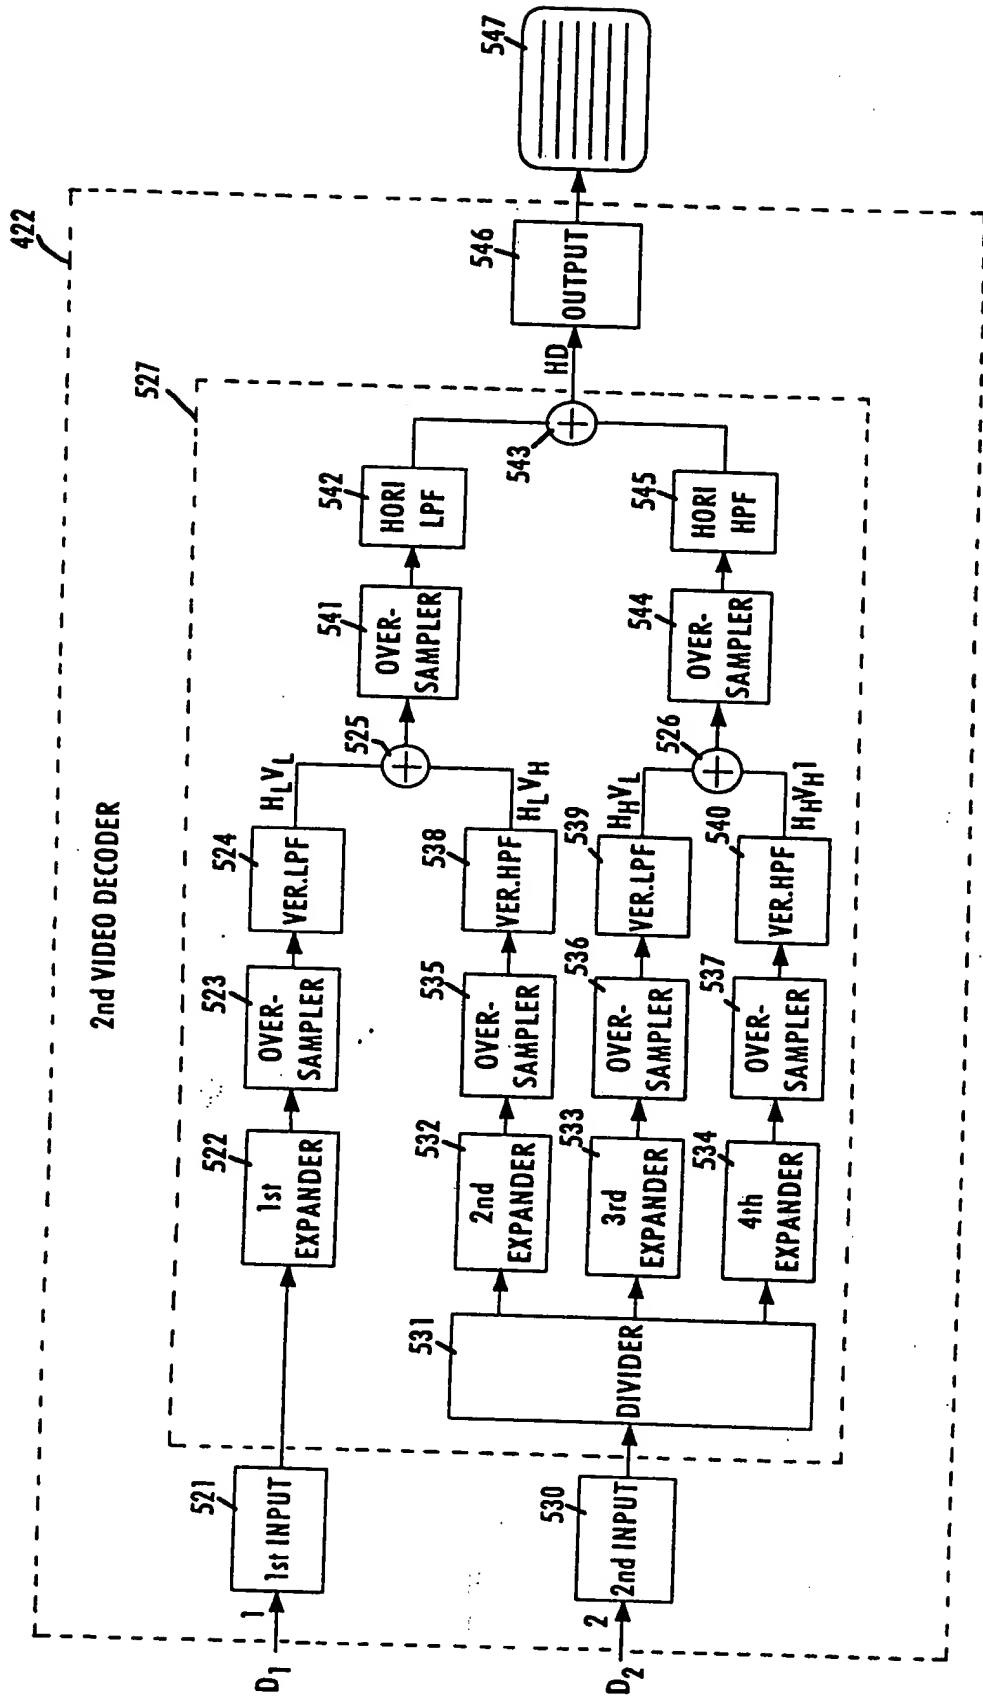 2nd VIDEO DECODER
422
527
D1
1
521
1st INPUT
522
1st EXPANDER
523
OVER-SAMPLER
524
VER.LPF
HLVL
525
541
OVER-SAMPLER
542
HORI LPF
D2
2
530
2nd INPUT
531
DIVIDER
532
2nd EXPANDER
535
OVER-SAMPLER
538
VER.HPF
HLVH
533
3rd EXPANDER
536
OVER-SAMPLER
539
VER.LPF
HHVL
534
4th EXPANDER
537
OVER-SAMPLER
540
VER.HPF
HHVH1
526
544
OVER-SAMPLER
545
HORI HPF
543
HD
546
OUTPUT
547